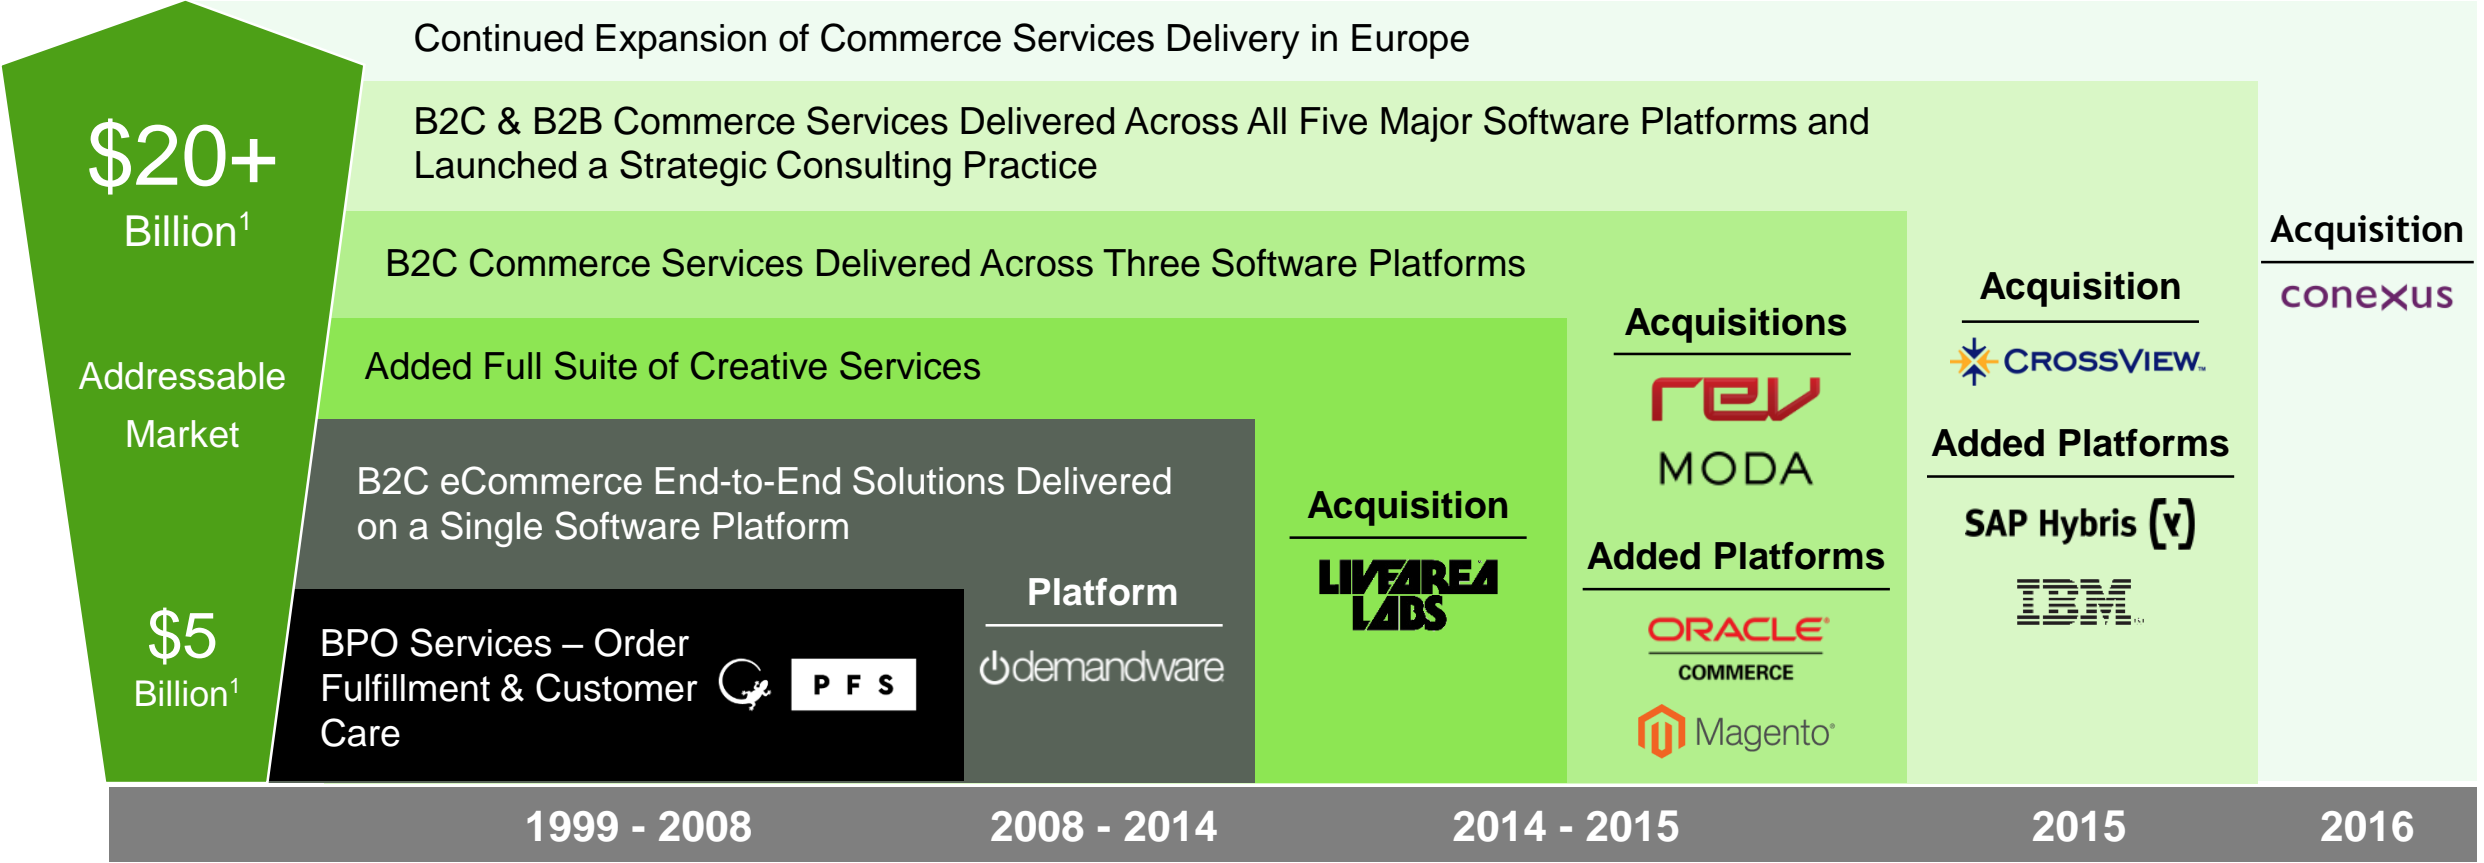 Continued Expansion of Commerce Services Delivery in Europe
B2C & B2B Commerce Services Delivered Across All Five Major Software Platforms and
Launched a Strategic Consulting Practice
B2C Commerce Services Delivered Across Three Software Platforms
Added Full Suite of Creative Services
B2C eCommerce End-to-End Solutions Delivered
on a Single Software Platform
BPO Services – Order
Fulfillment & Customer
Care
PFS
$20+
Billion¹
Addressable
Market
$5
Billion¹
Platform
demandware
Acquisition
LIVEAREA
LABS
Acquisitions
rev
MODA
Added Platforms
ORACLE®
COMMERCE
Magento®
Acquisition
CROSSVIEW™
Added Platforms
SAP Hybris (y)
IBM
Acquisition
conexus
1999 - 2008
2008 - 2014
2014 - 2015
2015
2016